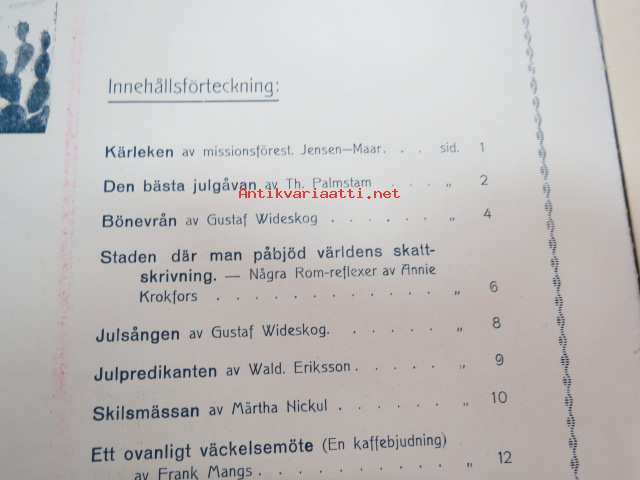 Innehållsförteckning:
Kärleken av missionsförest. Jensen—Maar. . . sid. 1
Den bästa julgåvan av Th. Palmstam . . . „ 2
Antikvariaatti.net
Bönevrån av Gustaf Wideskog . . . . . . „ 4
Staden där man påbjöd världens skatt-
skrivning. — Några Rom-reflexer av Annie
Krokfors . . . . . . . . . . „ 6
Julsången av Gustaf Wideskog. . . . . . „ 8
Julpredikanten av Wald. Eriksson . . . . . „ 9
Skilsmässan av Märtha Nickul . . . . . . „ 10
Ett ovanligt väckelsemöte (En kaffebjudning)
av Frank Mangs . . . . . . . . . „ 12